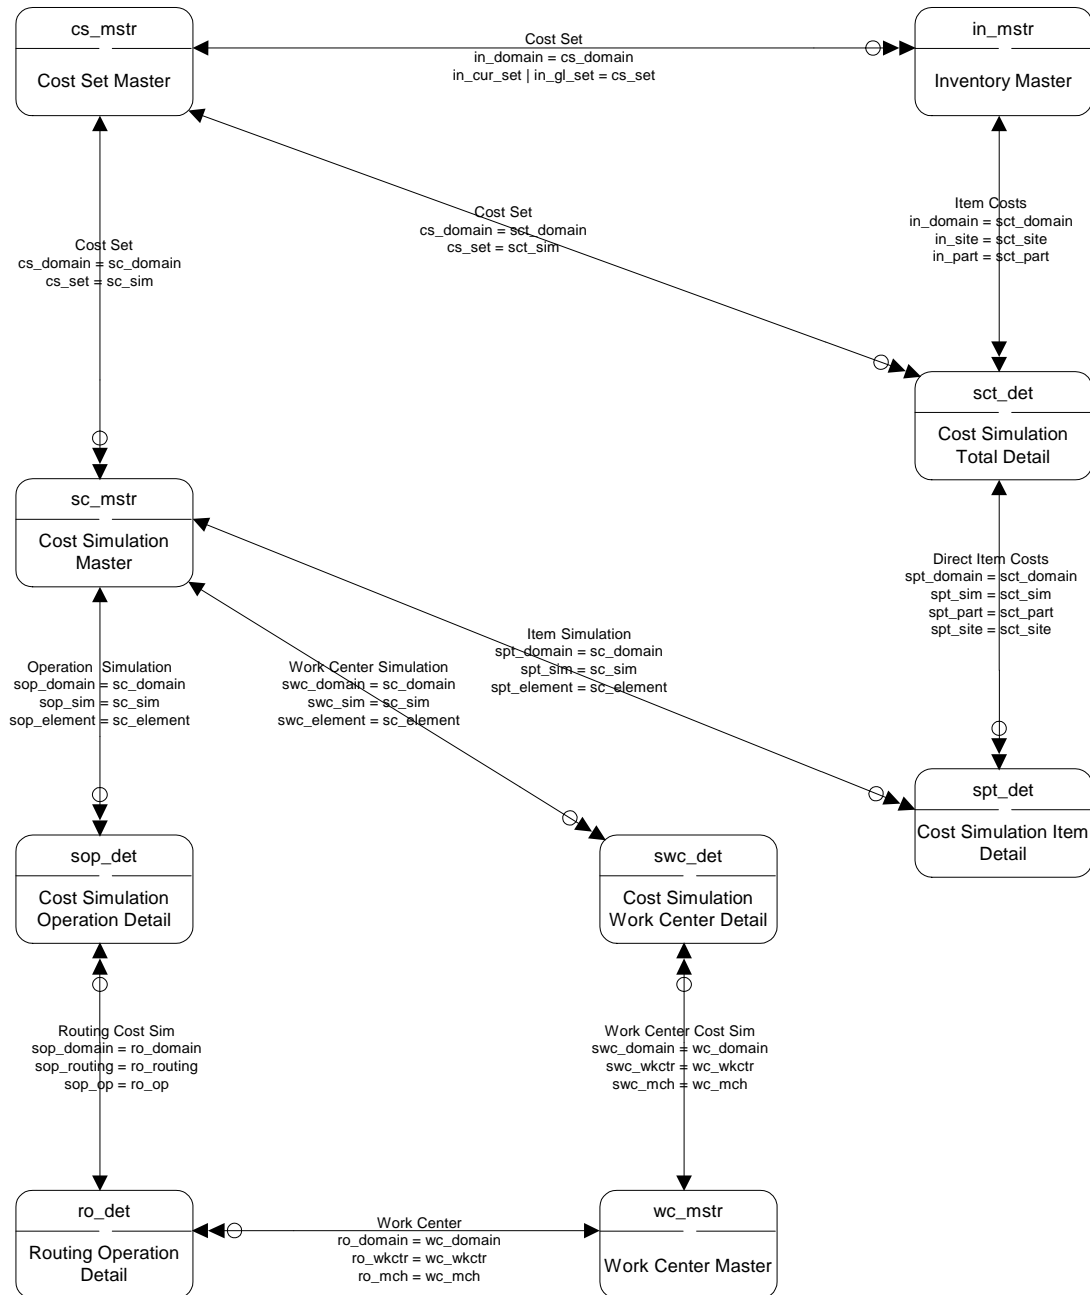 cs_mstr
Cost Set Master
Cost Set
in_domain = cs_domain
in_cur_set | in_gl_set = cs_set
in_mstr
Inventory Master
Cost Set
cs_domain = sct_domain
cs_set = sct_sim
Item Costs
in_domain = sct_domain
in_site = sct_site
in_part = sct_part
Cost Set
cs_domain = sc_domain
cs_set = sc_sim
sct_det
Cost Simulation
Total Detail
sc_mstr
Cost Simulation
Master
Direct Item Costs
spt_domain = sct_domain
spt_sim = sct_sim
spt_part = sct_part
spt_site = sct_site
Operation Simulation
sop_domain = sc_domain
sop_sim = sc_sim
sop_element = sc_element
Work Center Simulation
swc_domain = sc_domain
swc_sim = sc_sim
swc_element = sc_element
Item Simulation
spt_domain = sc_domain
spt_sim = sc_sim
spt_element = sc_element
spt_det
Cost Simulation Item
Detail
sop_det
Cost Simulation
Operation Detail
swc_det
Cost Simulation
Work Center Detail
Routing Cost Sim
sop_domain = ro_domain
sop_routing = ro_routing
sop_op = ro_op
Work Center Cost Sim
swc_domain = wc_domain
swc_wkctr = wc_wkctr
swc_mch = wc_mch
ro_det
Routing Operation
Detail
Work Center
ro_domain = wc_domain
ro_wkctr = wc_wkctr
ro_mch = wc_mch
wc_mstr
Work Center Master